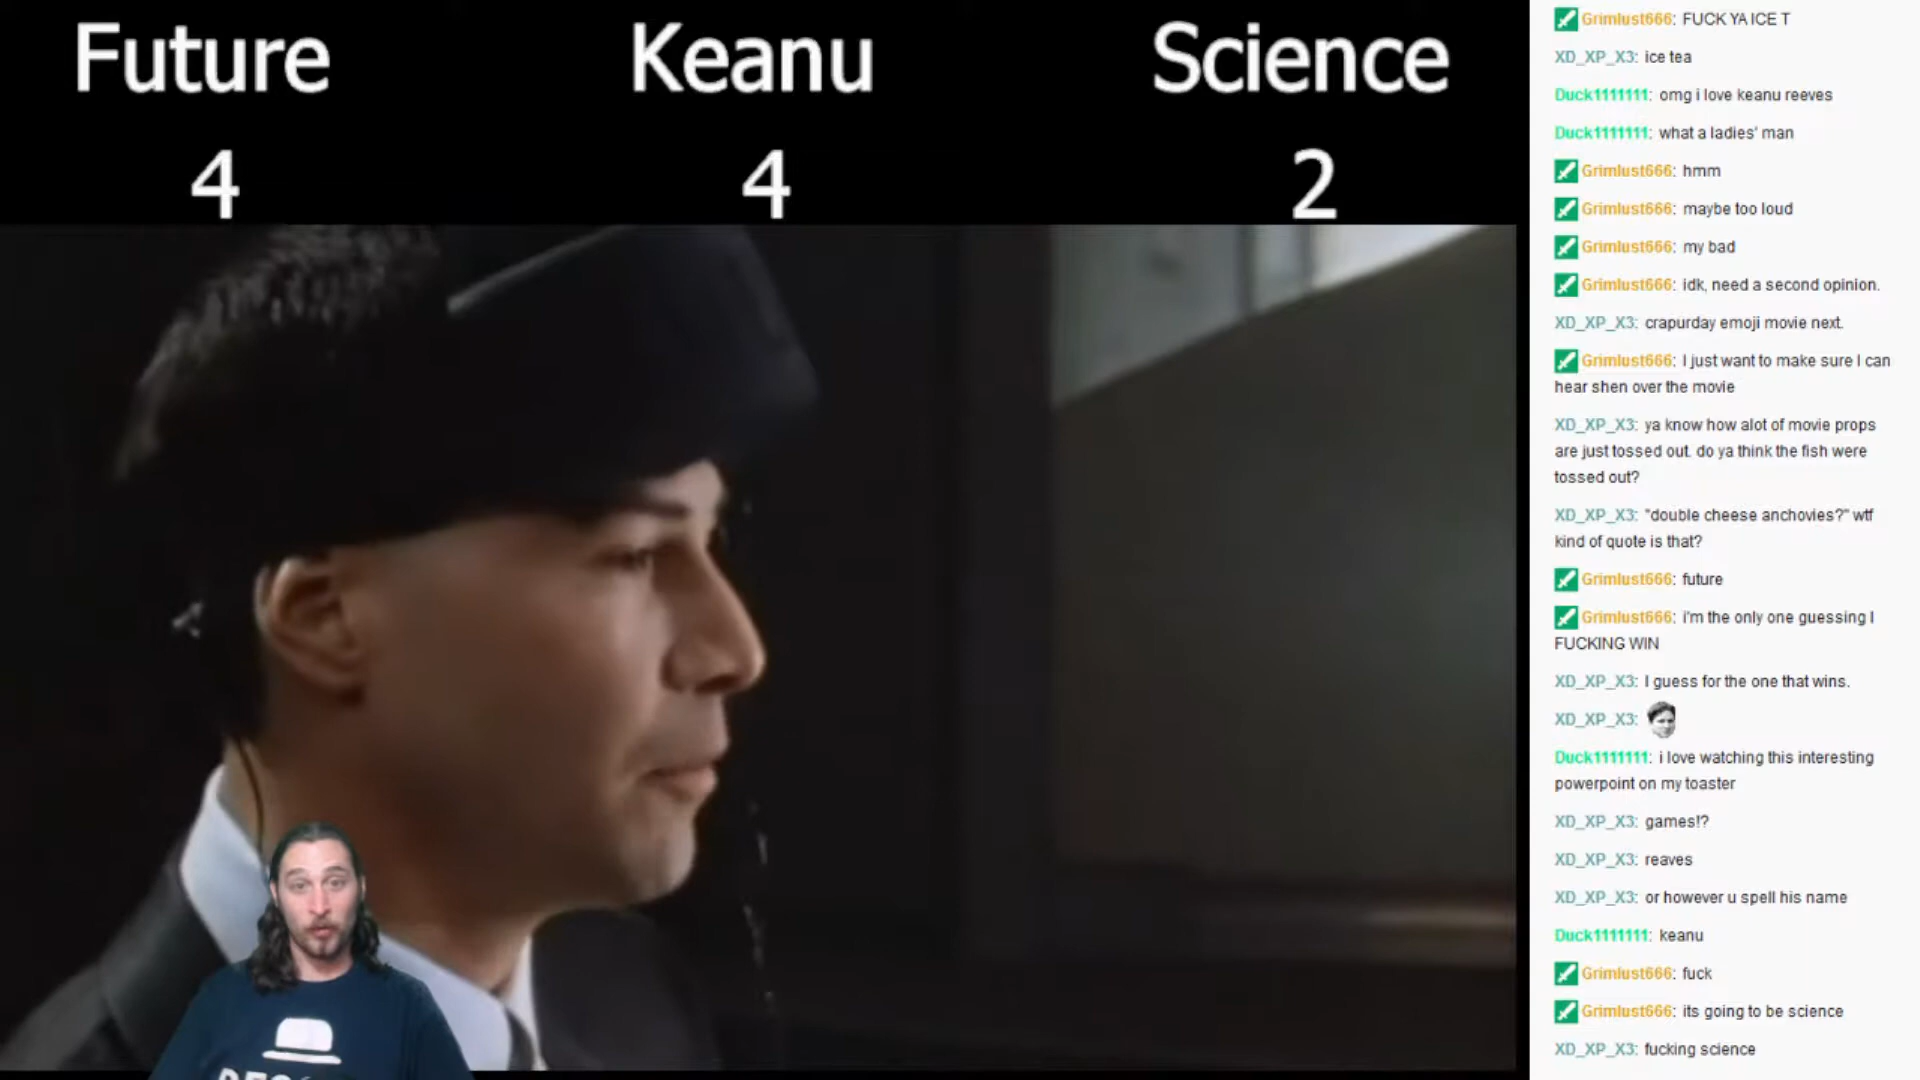 Future Keanu Science
4 4 2
Grimlust666: FUCK YA ICE T
XD_XP_X3: ice tea
Duck1111111: omg i love keanu reeves
Duck1111111: what a ladies' man
Grimlust666: hmm
Grimlust666: maybe too loud
Grimlust666: my bad
Grimlust666: idk, need a second opinion.
XD_XP_X3: crapurday emoji movie next.
Grimlust666: I just want to make sure I can
hear shen over the movie
XD_XP_X3: ya know how alot of movie props
are just tossed out. do ya think the fish were
tossed out?
XD_XP_X3: "double cheese anchovies?" wtf
kind of quote is that?
Grimlust666: future
Grimlust666: i'm the only one guessing I
FUCKING WIN
XD_XP_X3: I guess for the one that wins.
XD_XP_X3:
Duck1111111: i love watching this interesting
powerpoint on my toaster
XD_XP_X3: games!?
XD_XP_X3: reaves
XD_XP_X3: or however u spell his name
Duck1111111: keanu
Grimlust666: fuck
Grimlust666: its going to be science
XD_XP_X3: fucking science